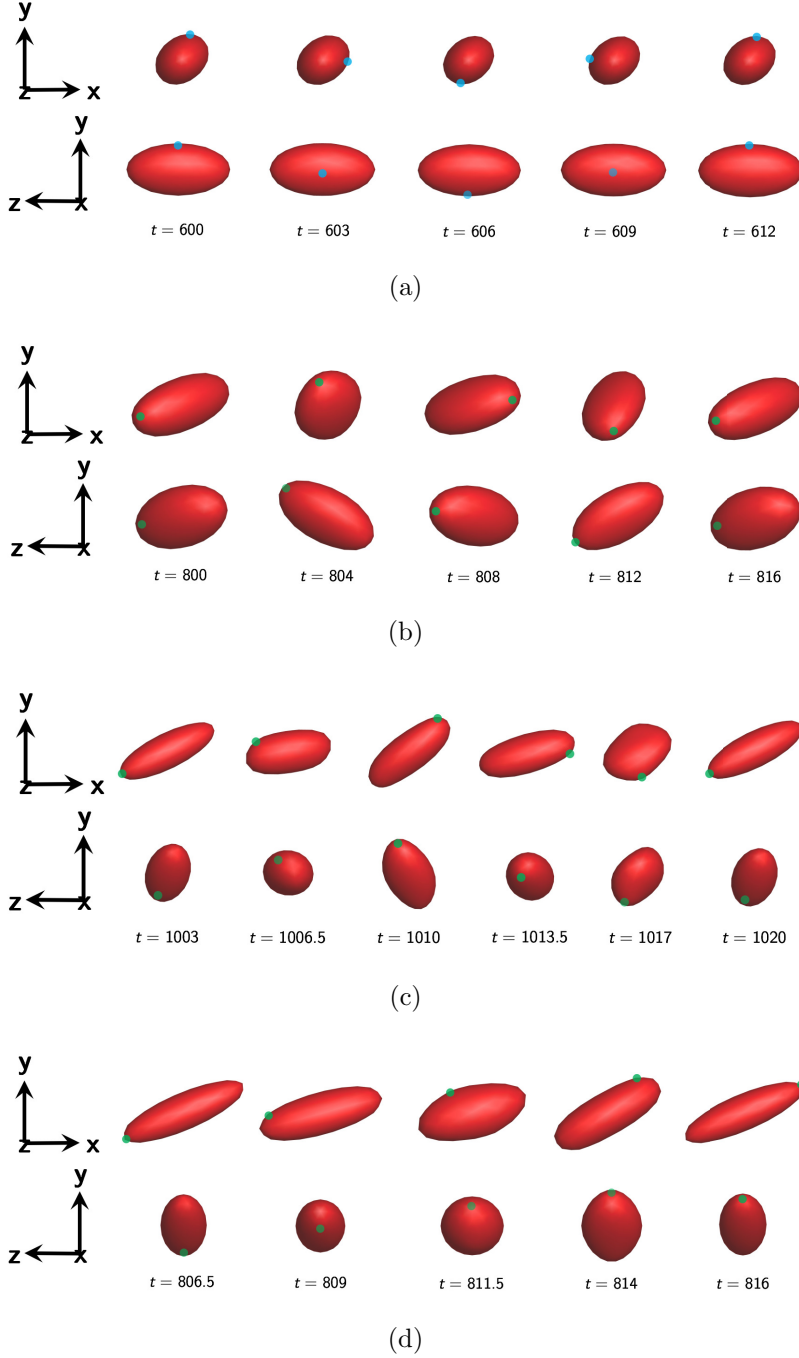 y
z x
y
z x
t = 600 t = 603 t = 606 t = 609 t = 612
(a)
y
z x
y
z x
t = 800 t = 804 t = 808 t = 812 t = 816
(b)
y
z x
y
z x
t = 1003 t = 1006.5 t = 1010 t = 1013.5 t = 1017 t = 1020
(c)
y
z x
y
z x
t = 806.5 t = 809 t = 811.5 t = 814 t = 816
(d)